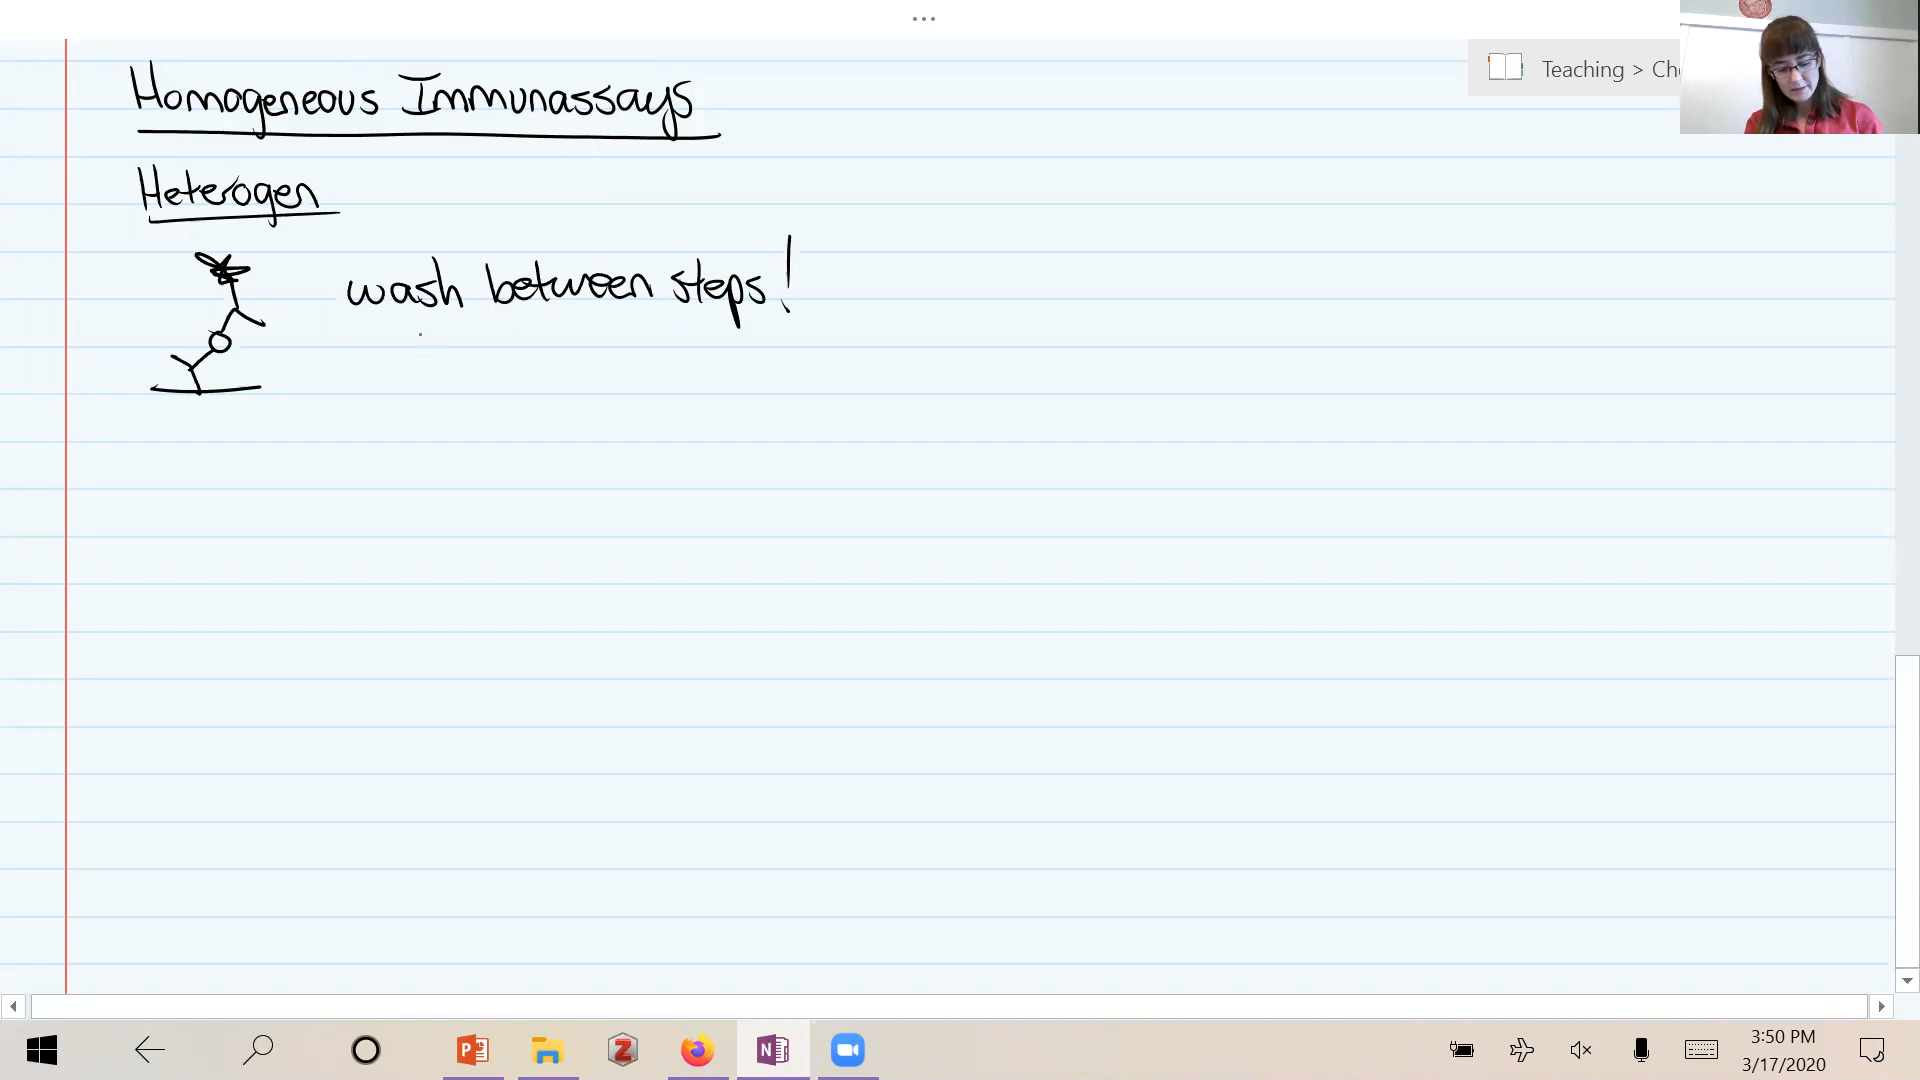 Homogeneous Immunassays
Teaching > Ch
Heterogen
wash between steps!
3:50 PM
3/17/2020